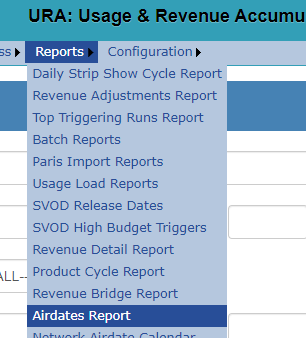 URA: Usage & Revenue Accumu
ss Reports Configuration
Daily Strip Show Cycle Report
Revenue Adjustments Report
Top Triggering Runs Report
Batch Reports
Paris Import Reports
Usage Load Reports
SVOD Release Dates
SVOD High Budget Triggers
Revenue Detail Report
Product Cycle Report
ALL--
Revenue Bridge Report
Airdates Report
Network Airdate Calendar